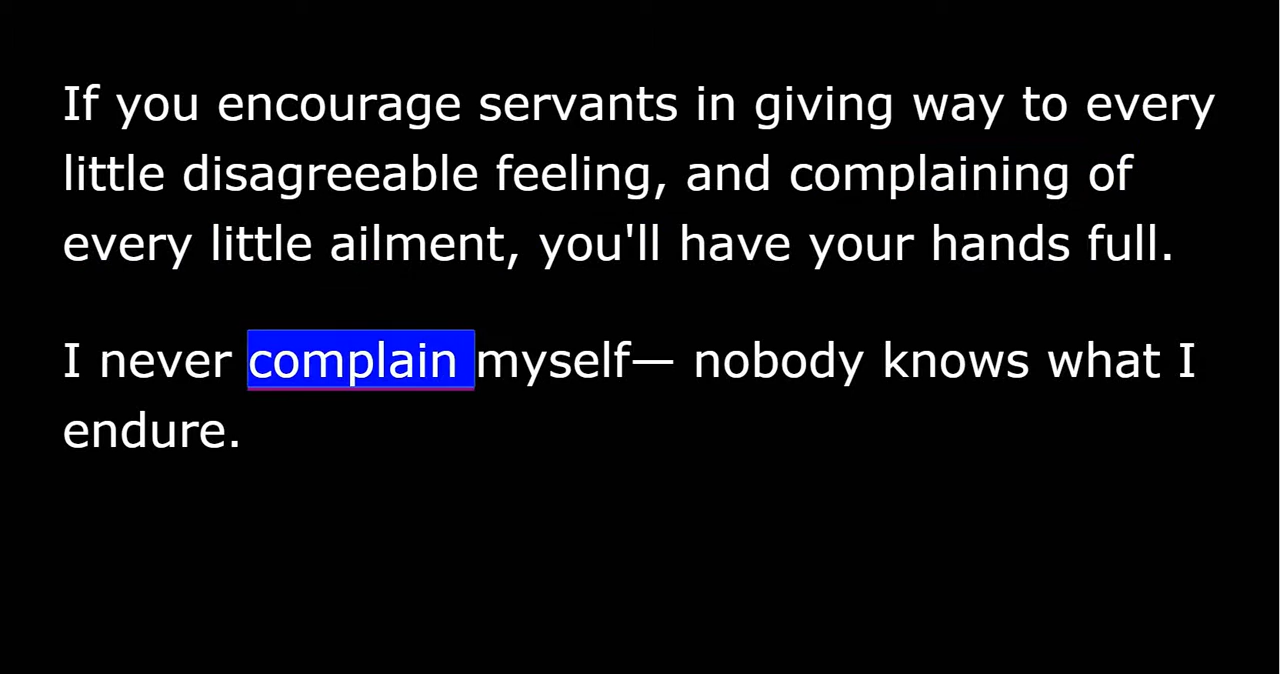 If you encourage servants in giving way to every
little disagreeable feeling, and complaining of
every little ailment, you'll have your hands full.
I never complain myself— nobody knows what I
endure.